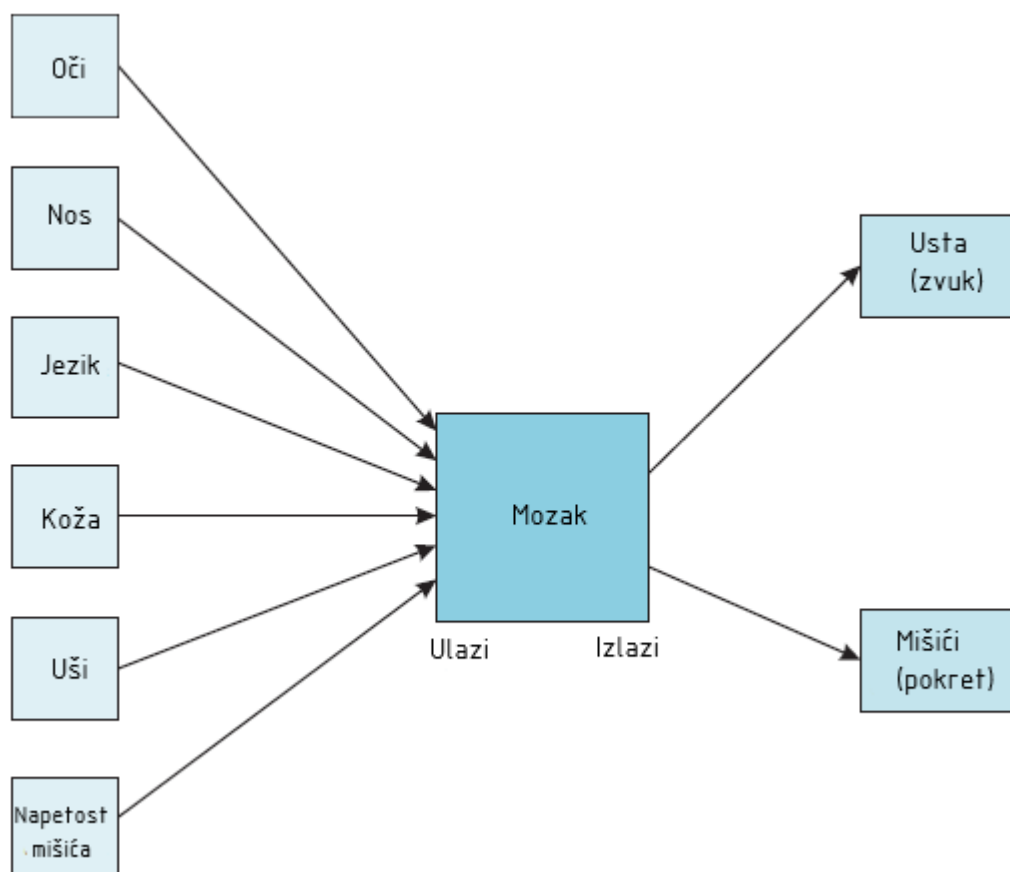 Oči
Nos
Jezik
Koža
Uši
Napetost
mišića
Mozak
Ulazi
Izlazi
Usta
(zvuk)
Mišići
(pokret)